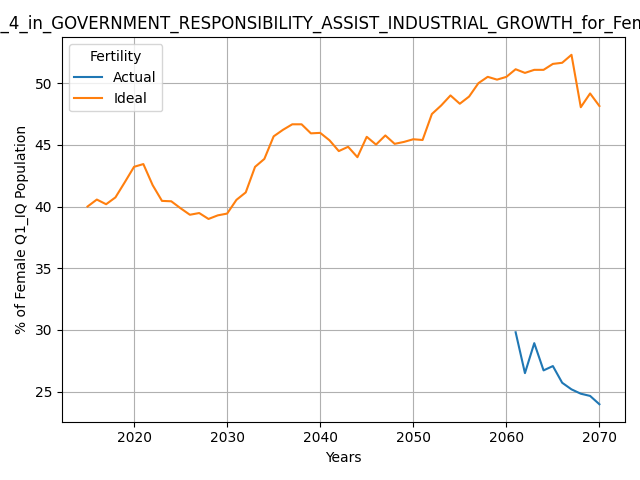 _4_in_GOVERNMENT_RESPONSIBILITY_ASSIST_INDUSTRIAL_GROWTH_for_Fem
Fertility
Actual
Ideal
% of Female Q1_IQ Population
50
45
40
35
30
25
2020 2030 2040 2050 2060 2070
Years